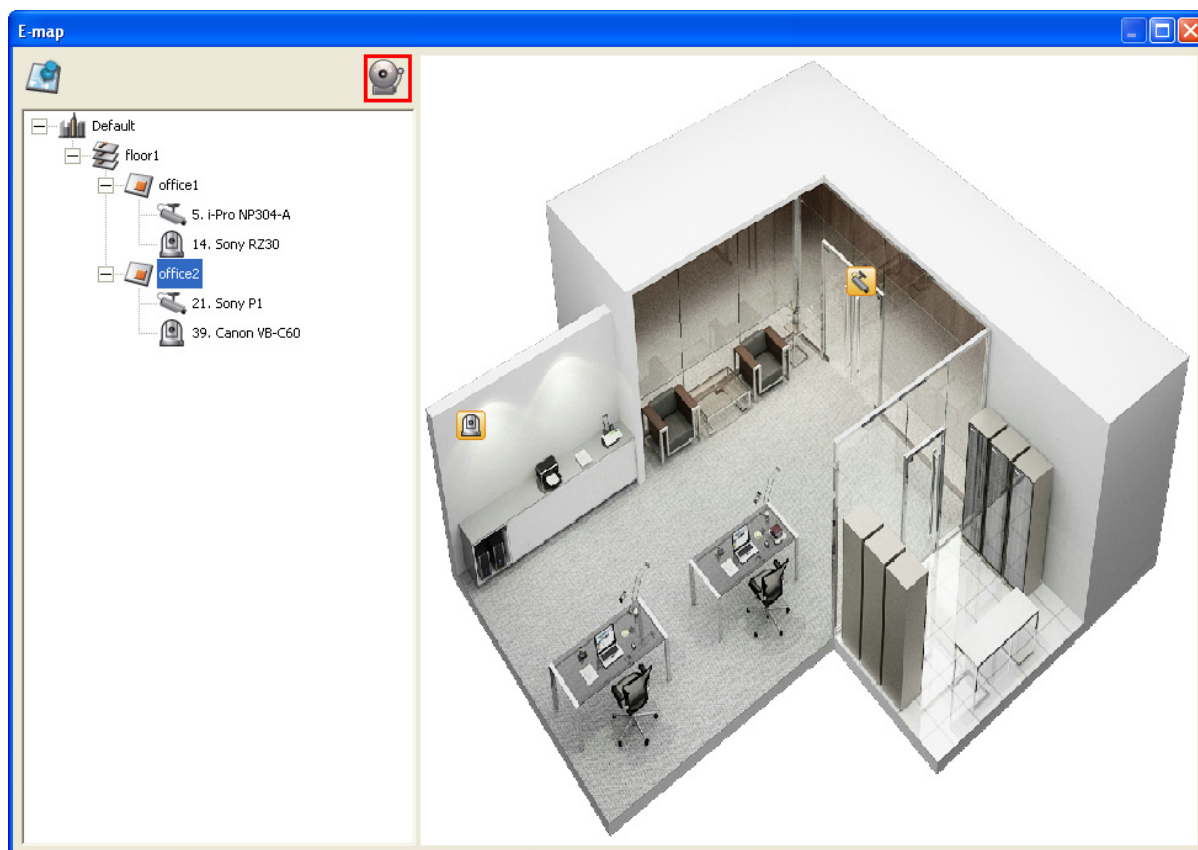 E-map
Default
floor1
office1
5. i-Pro NP304-A
14. Sony RZ30
office2
21. Sony P1
39. Canon VB-C60